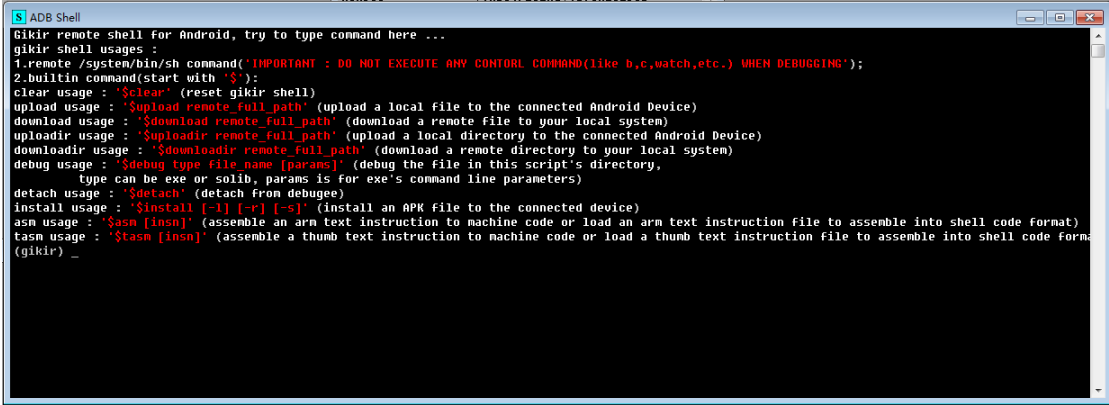 S ADB Shell
Gikir remote shell for Android, try to type command here ...
gikir shell usages :
1.remote /system/bin/sh command('IMPORTANT : DO NOT EXECUTE ANY CONTORL COMMAND(like b,c,watch,etc.) WHEN DEBUGGING');
2.builtin command(start with '$'):
clear usage : '$clear' (reset gikir shell)
upload usage : '$upload remote_full_path' (upload a local file to the connected Android Device)
download usage : '$download remote_full_path' (download a remote file to your local system)
uploadir usage : '$uploadir remote_full_path' (upload a local directory to the connected Android Device)
downloadir usage : '$downloadir remote_full_path' (download a remote directory to your local system)
debug usage : '$debug type file_name [params]' (debug the file in this script's directory,
type can be exe or solib, params is for exe's command line parameters)
detach usage : '$detach' (detach from debugee)
install usage : '$install [-l] [-r] [-s]' (install an APK file to the connected device)
asm usage : '$asm [insn]' (assemble an arm text instruction to machine code or load an arm text instruction file to assemble into shell code format)
tasm usage : '$tasm [insn]' (assemble a thumb text instruction to machine code or load a thumb text instruction file to assemble into shell code forma
(gikir) _